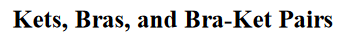 Kets, Bras, and Bra-Ket Pairs